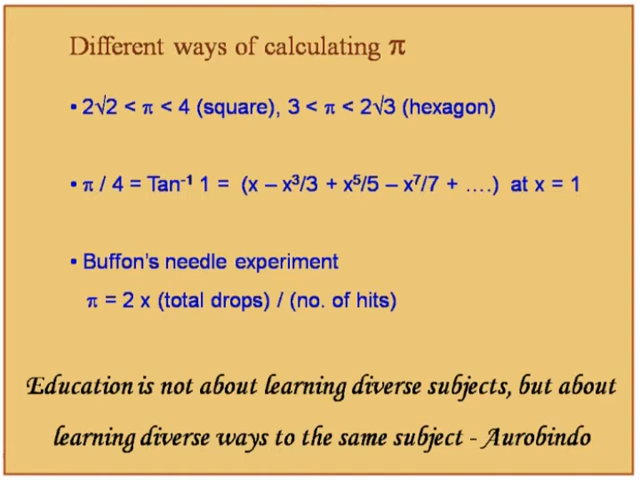 Different ways of calculating π
• 2√2 < π < 4 (square), 3 < π < 2√3 (hexagon)
• π / 4 = Tan⁻¹ 1 = (x – x³/3 + x⁵/5 – x⁷/7 + ….) at x = 1
• Buffon's needle experiment
π = 2 x (total drops) / (no. of hits)
Education is not about learning diverse subjects, but about
learning diverse ways to the same subject - Aurobindo